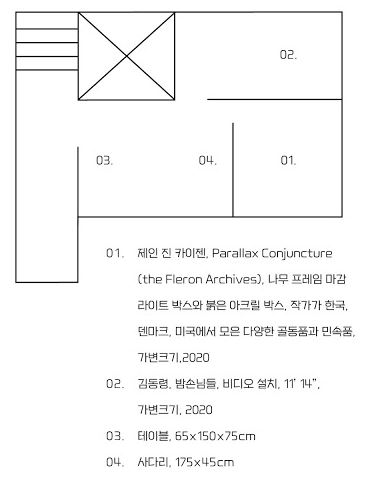 02.
03.
04.
01.
01. 제인 진 카이젠, Parallax Conjuncture
(the Fleron Archives), 나무 프레임 마감
라이트 박스와 붉은 아크릴 박스, 작가가 한국,
덴마크, 미국에서 모은 다양한 골동품과 민속품,
가변크기,2020
02. 김동령, 밤손님들, 비디오 설치, 11' 14",
가변크기, 2020
03. 테이블, 65x150x75cm
04. 사다리, 175x45cm